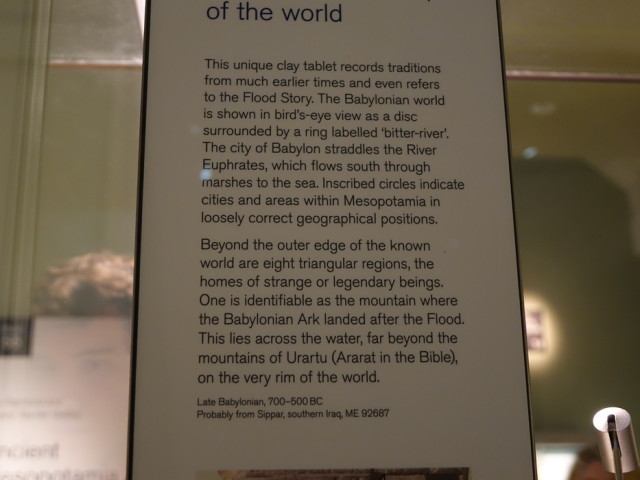 of the world
This unique clay tablet records traditions
from much earlier times and even refers
to the Flood Story. The Babylonian world
is shown in bird's-eye view as a disc
surrounded by a ring labelled 'bitter-river'.
The city of Babylon straddles the River
Euphrates, which flows south through
marshes to the sea. Inscribed circles indicate
cities and areas within Mesopotamia in
loosely correct geographical positions.
Beyond the outer edge of the known
world are eight triangular regions, the
homes of strange or legendary beings.
One is identifiable as the mountain where
the Babylonian Ark landed after the Flood.
This lies across the water, far beyond the
mountains of Urartu (Ararat in the Bible),
on the very rim of the world.
Late Babylonian, 700–500 BC
Probably from Sippar, southern Iraq, ME 92687